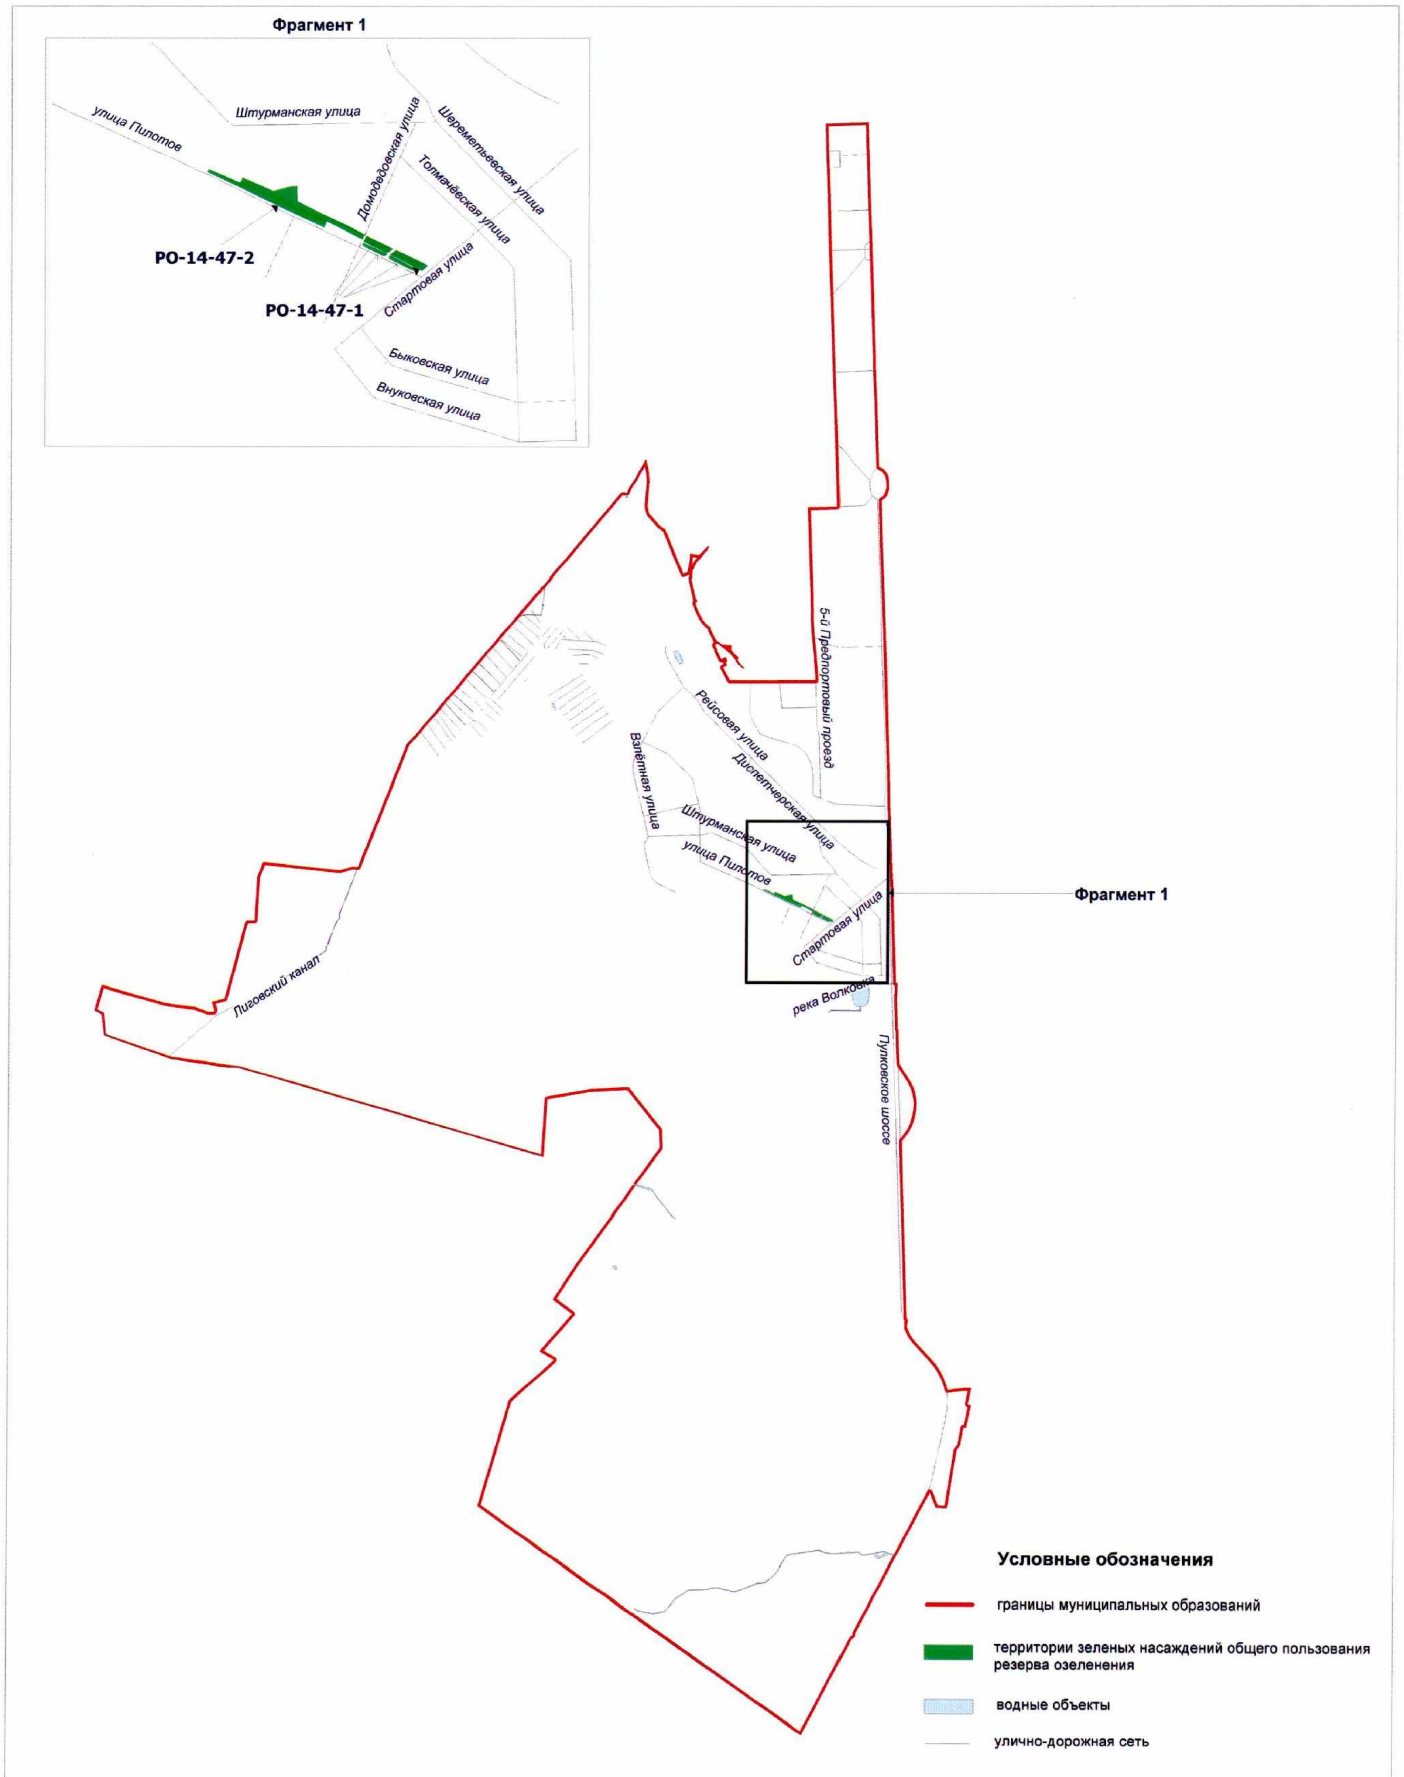 Фрагмент 1
Штурманская улица
улица Пилотов
Домодедовская улица
Шереметьевская улица
Толмачёвская улица
РО-14-47-2
РО-14-47-1
Стартовая улица
Быковская улица
Внуковская улица
5-й Предпортовый проезд
Рейсовая улица
Взлётная улица
Диспетчерская улица
Штурманская улица
улица Пилотов
Фрагмент 1
Стартовая улица
Лиговский канал
река Волковка
Пулковское шоссе
Условные обозначения
границы муниципальных образований
территории зеленых насаждений общего пользования
резерва озеленения
водные объекты
улично-дорожная сеть